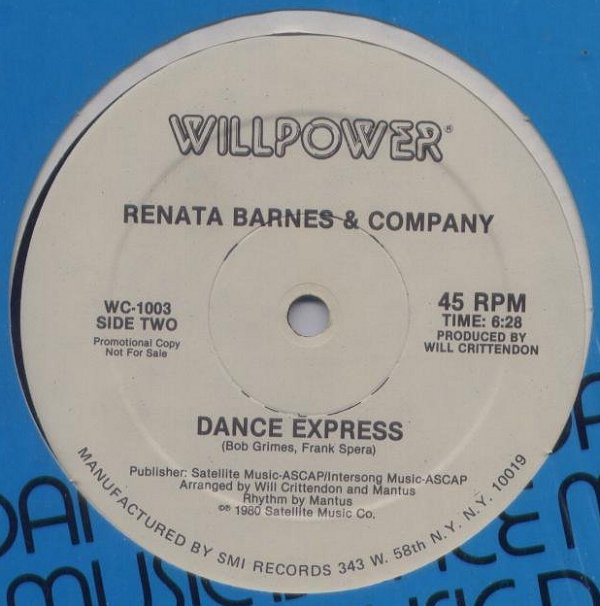 WILLPOWER®
RENATA BARNES & COMPANY
WC-1003
SIDE TWO
Promotional Copy
Not For Sale
45 RPM
TIME: 6:28
PRODUCED BY
WILL CRITTENDON
DANCE EXPRESS
(Bob Grimes, Frank Spera)
Publisher: Satellite Music-ASCAP/Intersong Music-ASCAP
Arranged by Will Crittendon and Mantus
Rhythm by Mantus
℗© 1980 Satellite Music Co.
MANUFACTURED BY SMI RECORDS 343 W. 58th N.Y. N.Y. 10019